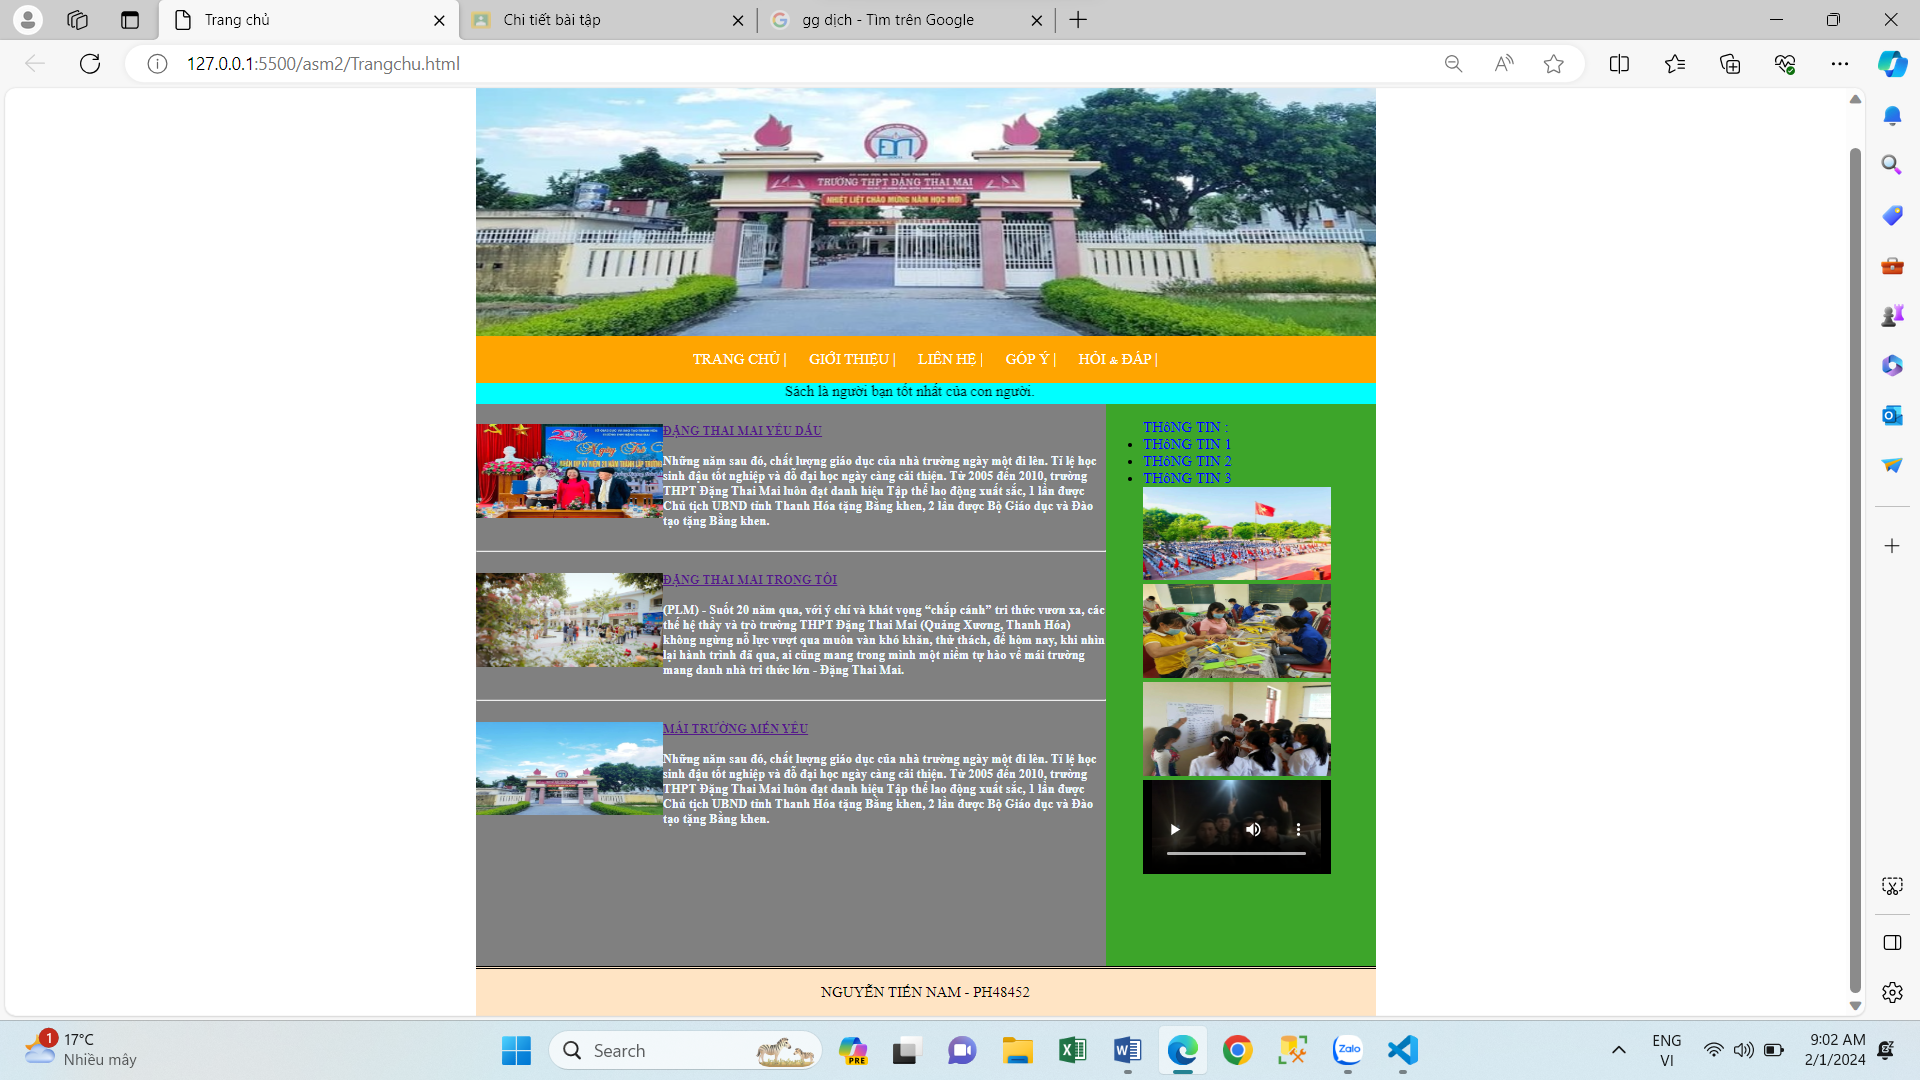 Trang chủ
Chi tiết bài tập
gg dịch - Tìm trên Google
127.0.0.1:5500/asm2/Trangchu.html
TRƯỜNG THPT ĐẶNG THAI MAI
NHIỆT LIỆT CHÀO MỪNG NĂM HỌC MỚI
TRANG CHỦ | GIỚI THIỆU | LIÊN HỆ | GÓP Ý | HỎI & ĐÁP |
Sách là người bạn tốt nhất của con người.
ĐẶNG THAI MAI YÊU DẤU
Những năm sau đó, chất lượng giáo dục của nhà trường ngày một đi lên. Tỉ lệ học
sinh đậu tốt nghiệp và đỗ đại học ngày càng cải thiện. Từ 2005 đến 2010, trường
THPT Đặng Thai Mai luôn đạt danh hiệu Tập thể lao động xuất sắc, 1 lần được
Chủ tịch UBND tỉnh Thanh Hóa tặng Bằng khen, 2 lần được Bộ Giáo dục và Đào
tạo tặng Bằng khen.
ĐẶNG THAI MAI TRONG TÔI
(PLM) - Suốt 20 năm qua, với ý chí và khát vọng “chắp cánh” tri thức vươn xa, các
thế hệ thầy và trò trường THPT Đặng Thai Mai (Quảng Xương, Thanh Hóa)
không ngừng nỗ lực vượt qua muôn vàn khó khăn, thử thách, để hôm nay, khi nhìn
lại hành trình đã qua, ai cũng mang trong mình một niềm tự hào về mái trường
mang danh nhà tri thức lớn - Đặng Thai Mai.
MÁI TRƯỜNG MẾN YÊU
Những năm sau đó, chất lượng giáo dục của nhà trường ngày một đi lên. Tỉ lệ học
sinh đậu tốt nghiệp và đỗ đại học ngày càng cải thiện. Từ 2005 đến 2010, trường
THPT Đặng Thai Mai luôn đạt danh hiệu Tập thể lao động xuất sắc, 1 lần được
Chủ tịch UBND tỉnh Thanh Hóa tặng Bằng khen, 2 lần được Bộ Giáo dục và Đào
tạo tặng Bằng khen.
THôNG TIN :
THôNG TIN 1
THôNG TIN 2
THôNG TIN 3
NGUYỄN TIẾN NAM - PH48452
1
17°C
Nhiều mây
Search
PRE
Zalo
ENG
VI
9:02 AM
2/1/2024